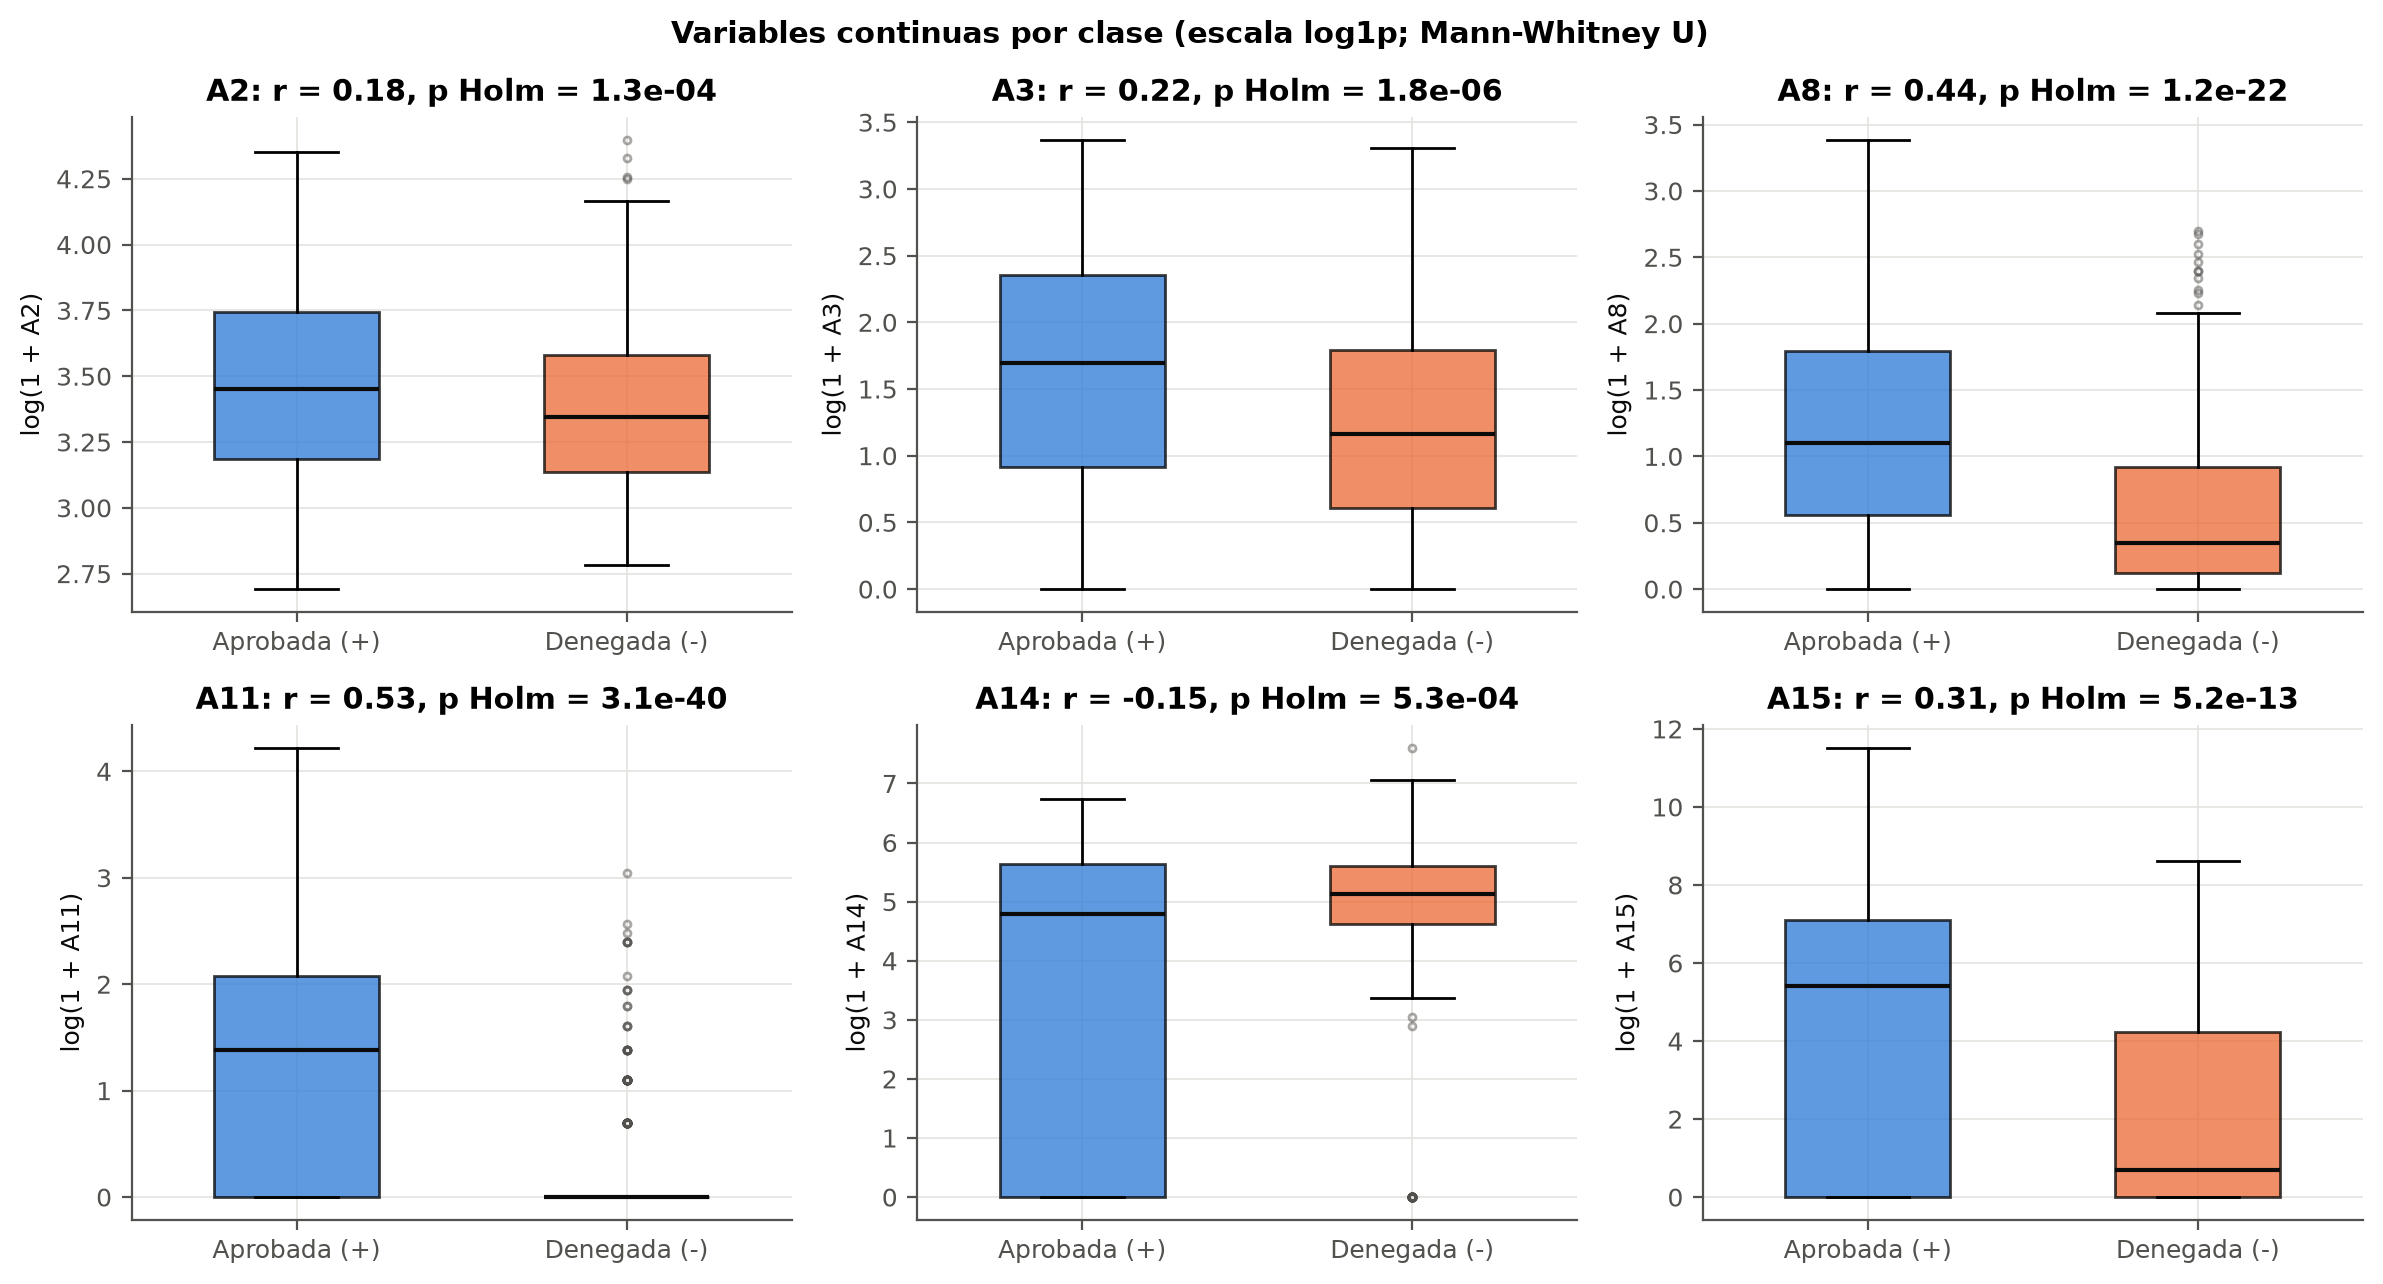 Variables continuas por clase (escala log1p; Mann-Whitney U)
A2: r = 0.18, p Holm = 1.3e-04
log(1 + A2)
4.25
4.00
3.75
3.50
3.25
3.00
2.75
Aprobada (+)
Denegada (-)
A3: r = 0.22, p Holm = 1.8e-06
log(1 + A3)
3.5
3.0
2.5
2.0
1.5
1.0
0.5
0.0
Aprobada (+)
Denegada (-)
A8: r = 0.44, p Holm = 1.2e-22
log(1 + A8)
3.5
3.0
2.5
2.0
1.5
1.0
0.5
0.0
Aprobada (+)
Denegada (-)
A11: r = 0.53, p Holm = 3.1e-40
log(1 + A11)
4
3
2
1
0
Aprobada (+)
Denegada (-)
A14: r = -0.15, p Holm = 5.3e-04
log(1 + A14)
7
6
5
4
3
2
1
0
Aprobada (+)
Denegada (-)
A15: r = 0.31, p Holm = 5.2e-13
log(1 + A15)
12
10
8
6
4
2
0
Aprobada (+)
Denegada (-)